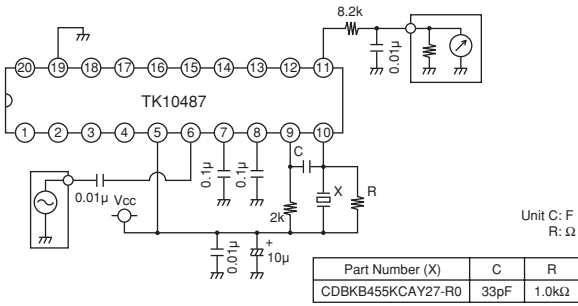 8.2k
0.01μ
20 19 18 17 16 15 14 13 12 11
TK10487
1 2 3 4 5 6 7 8 9 10
C
0.01μ
Vcc
0.1μ
0.1μ
2k
X
R
0.01μ
+
10μ
Unit C: F
R: Ω
Part Number (X) C R
CDBKB455KCAY27-R0 33pF 1.0kΩ